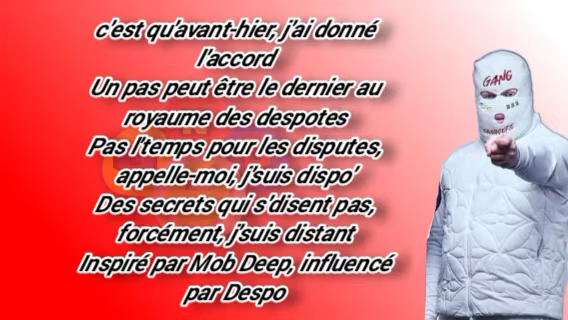 c'est qu'avant-hier, j'ai donné
l'accord
Un pas peut être le dernier au
royaume des despotes
Pas l'temps pour les disputes,
appelle-moi, j'suis dispo'
Des secrets qui s'disent pas,
forcément, j'suis distant
Inspiré par Mob Deep, influencé
par Despo
GANG